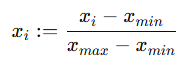 x_i := \frac{x_i - x_{min}}{x_{max} - x_{min}}